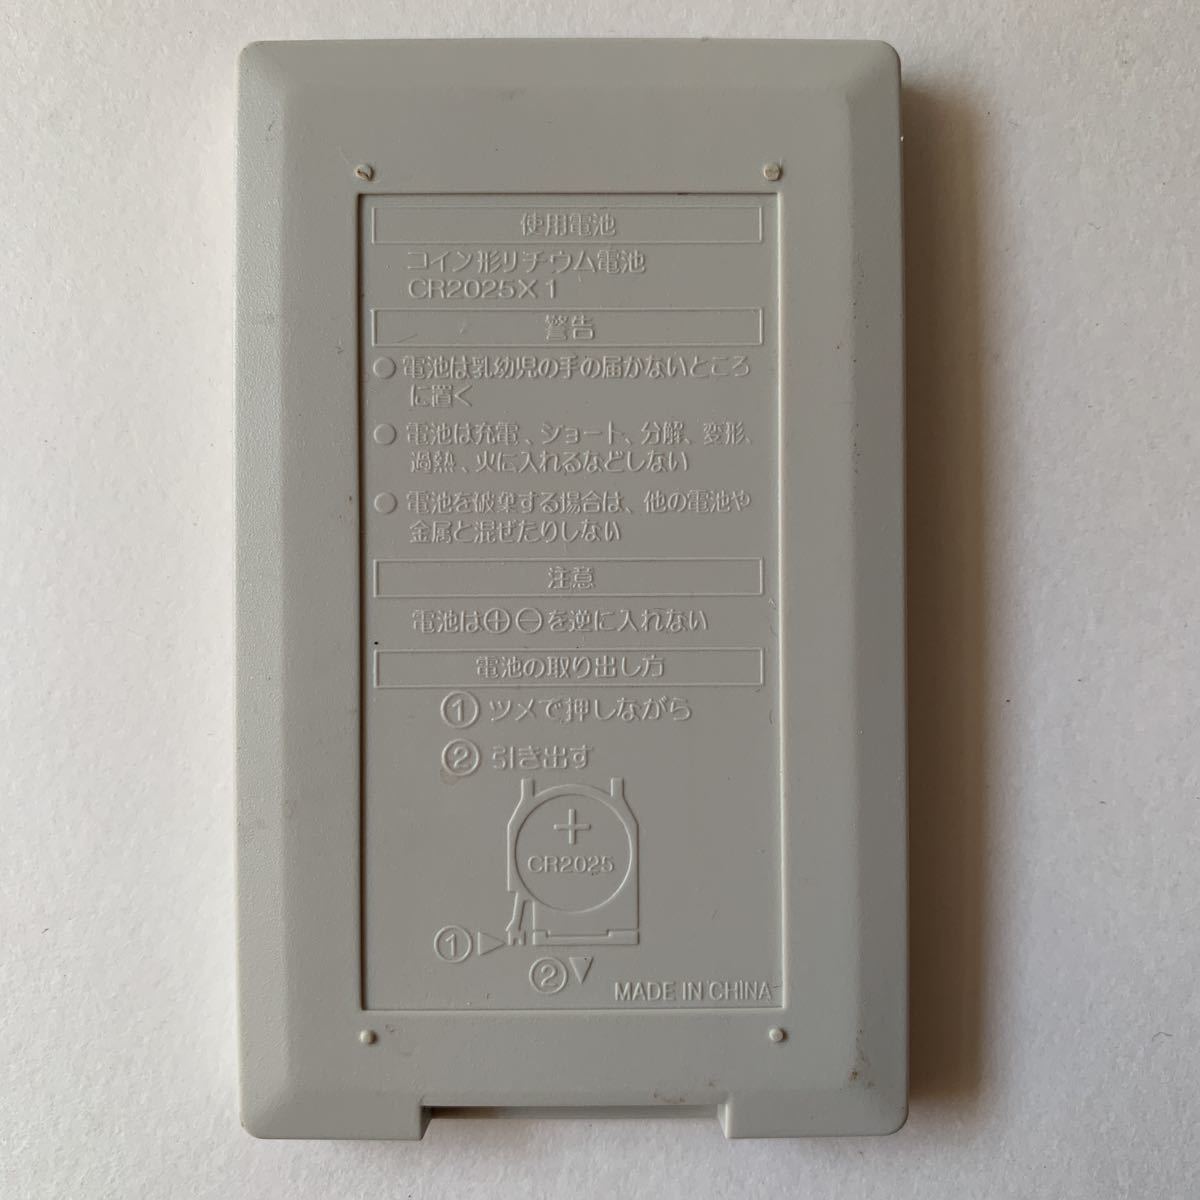 使用電池
コイン形リチウム電池
CR2025X1
警告
●電池は乳幼児の手の届かないところ
に置く
●電池は充電、ショート、分解、変形、
過熱、火に入れるなどしない
●電池を破棄する場合は、他の電池や
金属と混ぜたりしない
注意
電池は⊕⊖を逆に入れない
電池の取り出し方
①ツメで押しながら
②引き出す
+
CR2025
①▷
②▽
MADE IN CHINA